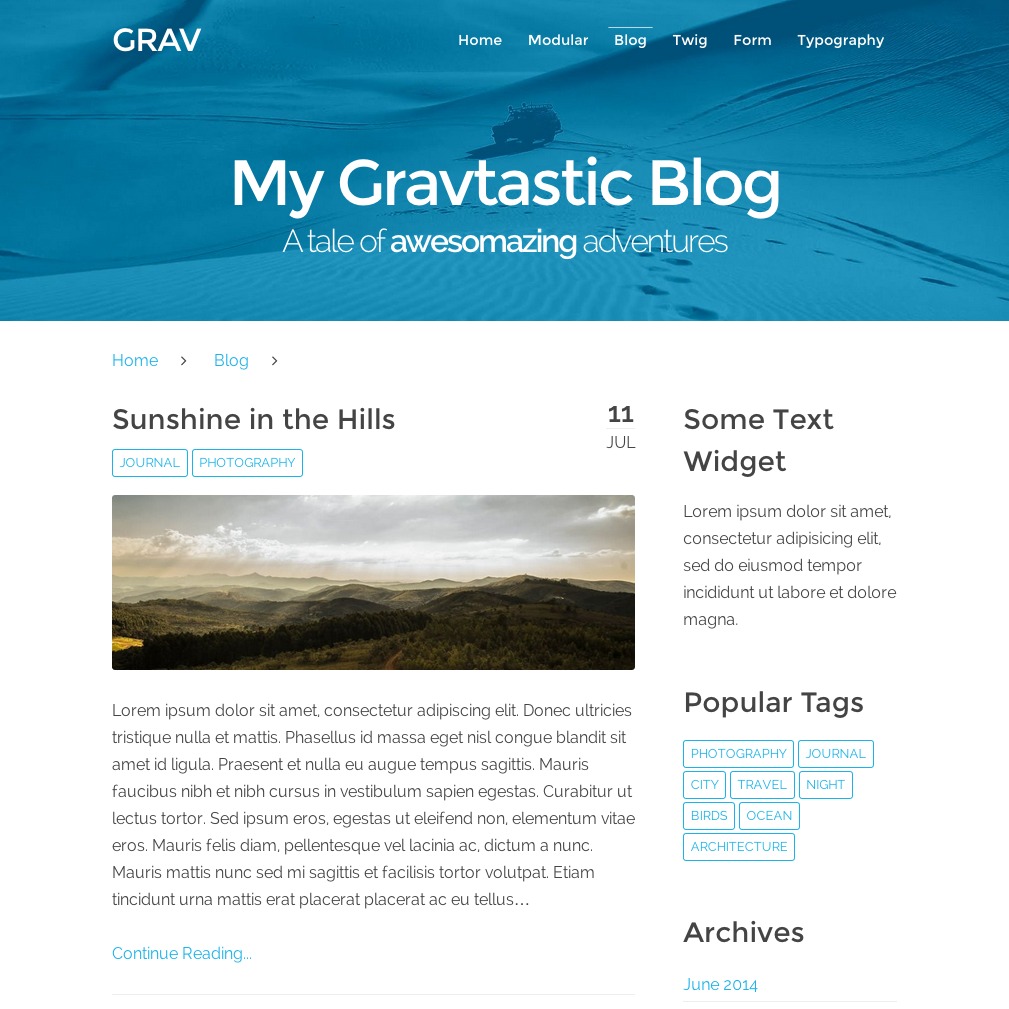 GRAV
Home Modular Blog Twig Form Typography
My Gravtastic Blog
A tale of awesomazing adventures
Home > Blog >
Sunshine in the Hills
11
JUL
JOURNAL PHOTOGRAPHY
Lorem ipsum dolor sit amet, consectetur adipiscing elit. Donec ultricies
tristique nulla et mattis. Phasellus id massa eget nisl congue blandit sit
amet id ligula. Praesent et nulla eu augue tempus sagittis. Mauris
faucibus nibh et nibh cursus in vestibulum sapien egestas. Curabitur ut
lectus tortor. Sed ipsum eros, egestas ut eleifend non, elementum vitae
eros. Mauris felis diam, pellentesque vel lacinia ac, dictum a nunc.
Mauris mattis nunc sed mi sagittis et facilisis tortor volutpat. Etiam
tincidunt urna mattis erat placerat placerat ac eu tellus…
Continue Reading...
Some Text
Widget
Lorem ipsum dolor sit amet,
consectetur adipisicing elit,
sed do eiusmod tempor
incididunt ut labore et dolore
magna.
Popular Tags
PHOTOGRAPHY JOURNAL
CITY TRAVEL NIGHT
BIRDS OCEAN
ARCHITECTURE
Archives
June 2014